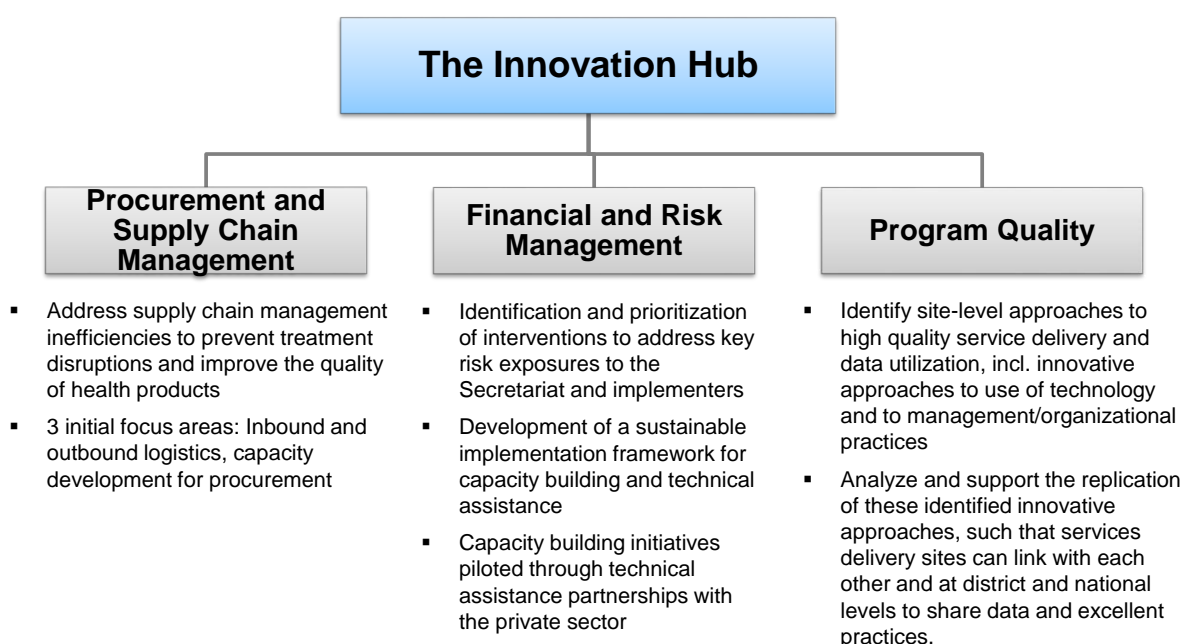 The Innovation Hub
Procurement and
Supply Chain
Management
▪ Address supply chain management
inefficiencies to prevent treatment
disruptions and improve the quality
of health products
▪ 3 initial focus areas: Inbound and
outbound logistics, capacity
development for procurement
Financial and Risk
Management
▪ Identification and prioritization
of interventions to address key
risk exposures to the
Secretariat and implementers
▪ Development of a sustainable
implementation framework for
capacity building and technical
assistance
▪ Capacity building initiatives
piloted through technical
assistance partnerships with
the private sector
Program Quality
▪ Identify site-level approaches to
high quality service delivery and
data utilization, incl. innovative
approaches to use of technology
and to management/organizational
practices
▪ Analyze and support the replication
of these identified innovative
approaches, such that services
delivery sites can link with each
other and at district and national
levels to share data and excellent
practices.